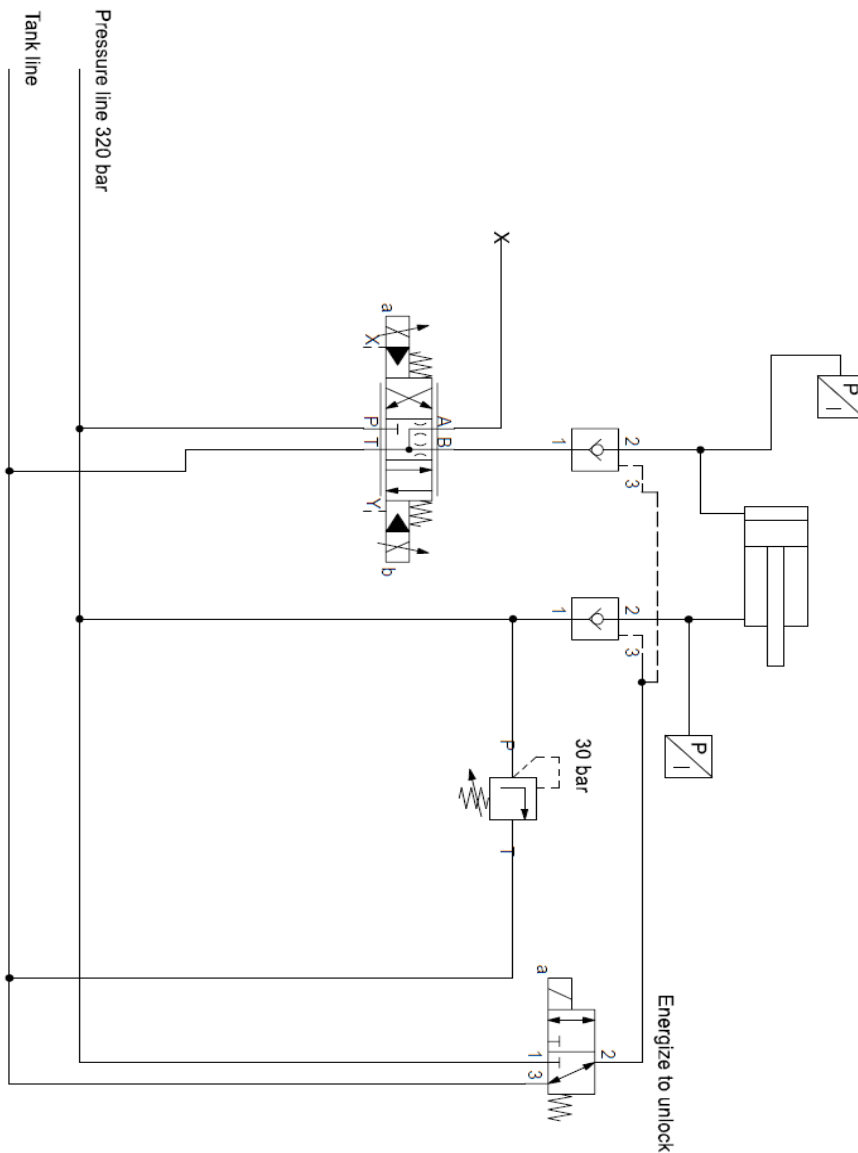 P
I
P
I
Energize to unlock
2
3
2
3
2
30 bar
1
1
a
1
3
P
T
X
A
B
a
X
P
T
Y
b
Pressure line 320 bar
Tank line